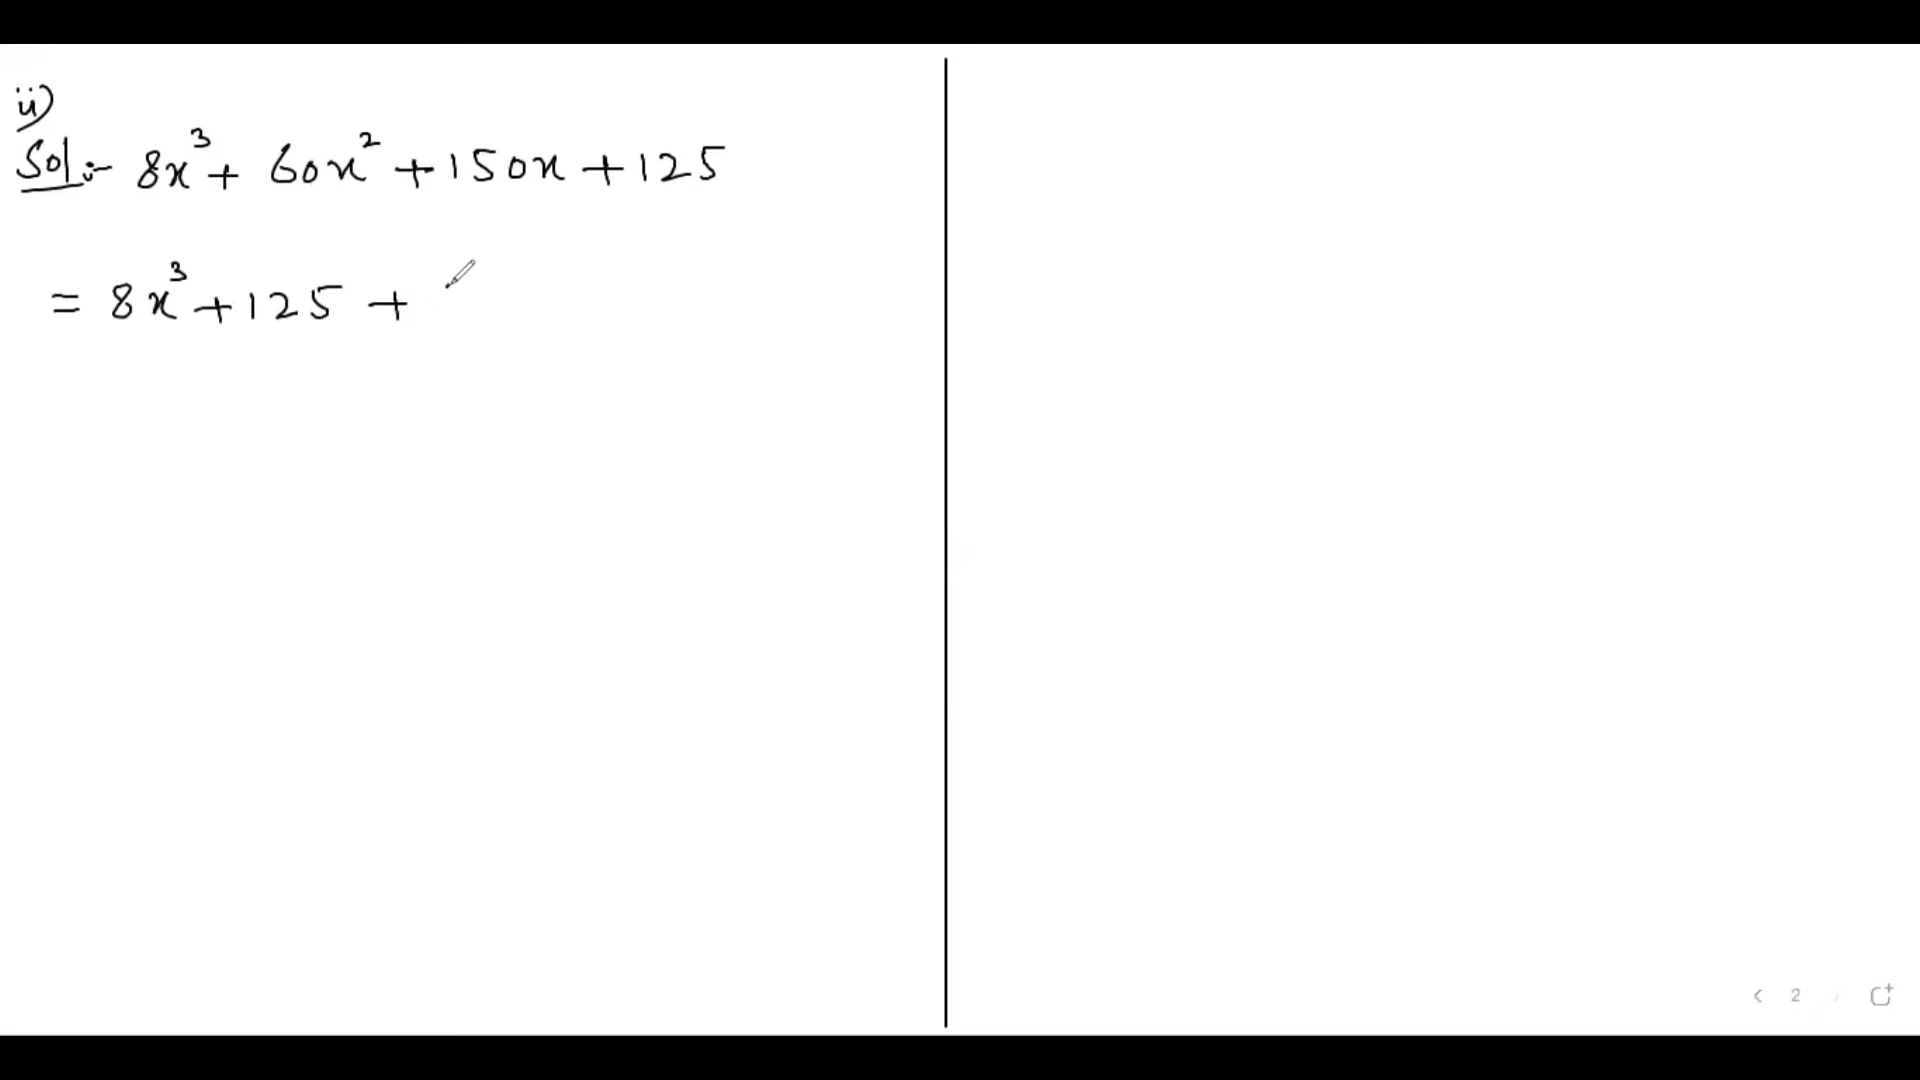 ii)
Sol:- 8x³ + 60x² + 150x + 125
= 8x³ + 125 +
< 2 >